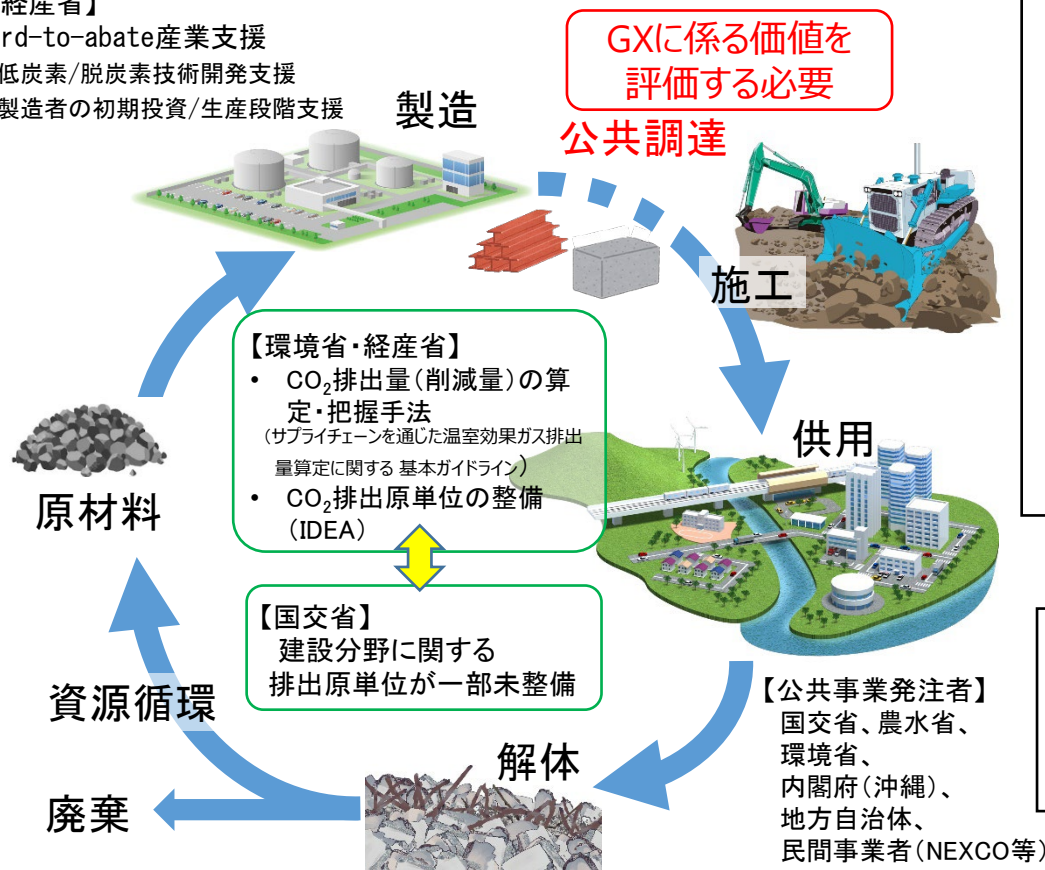 経産省】
rd-to-abate産業支援
低炭素/脱炭素技術開発支援
製造者の初期投資/生産段階支援
製造
GXに係る価値を
評価する必要
公共調達
施工
【環境省・経産省】
• CO₂排出量(削減量)の算
定・把握手法
(サプライチェーンを通じた温室効果ガス排出
量算定に関する 基本ガイドライン)
• CO₂排出原単位の整備
(IDEA)
原材料
供用
【国交省】
建設分野に関する
排出原単位が一部未整備
資源循環
解体
廃棄
【公共事業発注者】
国交省、農水省、
環境省、
内閣府(沖縄)、
地方自治体、
民間事業者(NEXCO等)